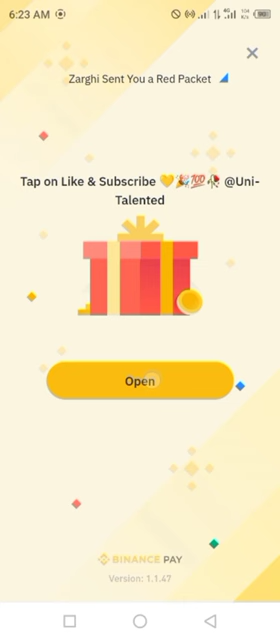 6:23 AM
Zarghi Sent You a Red Packet
Tap on Like & Subscribe 💛🎉💯🥀 @Uni-
Talented
Open
BINANCE PAY
Version: 1.1.47